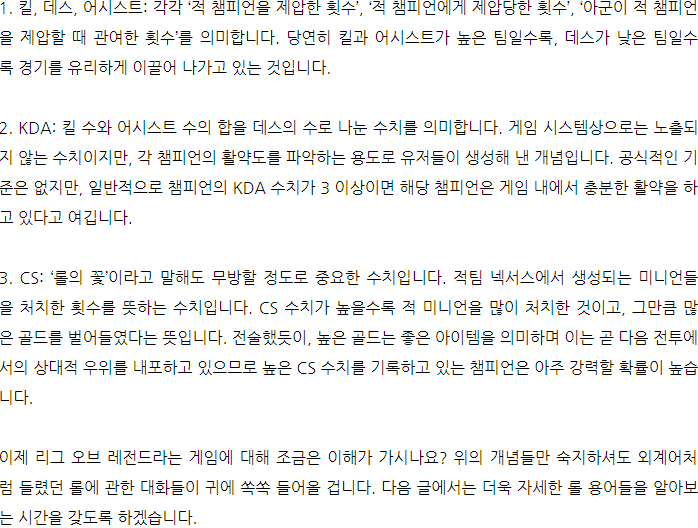 1. 킬, 데스, 어시스트: 각각 ‘적 챔피언을 제압한 횟수’, ‘적 챔피언에게 제압당한 횟수’, ‘아군이 적 챔피언
을 제압할 때 관여한 횟수’를 의미합니다. 당연히 킬과 어시스트가 높은 팀일수록, 데스가 낮은 팀일수
록 경기를 유리하게 이끌어 나가고 있는 것입니다.
2. KDA: 킬 수와 어시스트 수의 합을 데스의 수로 나눈 수치를 의미합니다. 게임 시스템상으로는 노출되
지 않는 수치이지만, 각 챔피언의 활약도를 파악하는 용도로 유저들이 생성해 낸 개념입니다. 공식적인 기
준은 없지만, 일반적으로 챔피언의 KDA 수치가 3 이상이면 해당 챔피언은 게임 내에서 충분한 활약을 하
고 있다고 여깁니다.
3. CS: ‘롤의 꽃’이라고 말해도 무방할 정도로 중요한 수치입니다. 적팀 넥서스에서 생성되는 미니언들
을 처치한 횟수를 뜻하는 수치입니다. CS 수치가 높을수록 적 미니언을 많이 처치한 것이고, 그만큼 많
은 골드를 벌어들였다는 뜻입니다. 전술했듯이, 높은 골드는 좋은 아이템을 의미하며 이는 곧 다음 전투에
서의 상대적 우위를 내포하고 있으므로 높은 CS 수치를 기록하고 있는 챔피언은 아주 강력할 확률이 높습
니다.
이제 리그 오브 레전드라는 게임에 대해 조금은 이해가 가시나요? 위의 개념들만 숙지하셔도 외계어처
럼 들렸던 롤에 관한 대화들이 귀에 쏙쏙 들어올 겁니다. 다음 글에서는 더욱 자세한 롤 용어들을 알아보
는 시간을 갖도록 하겠습니다.